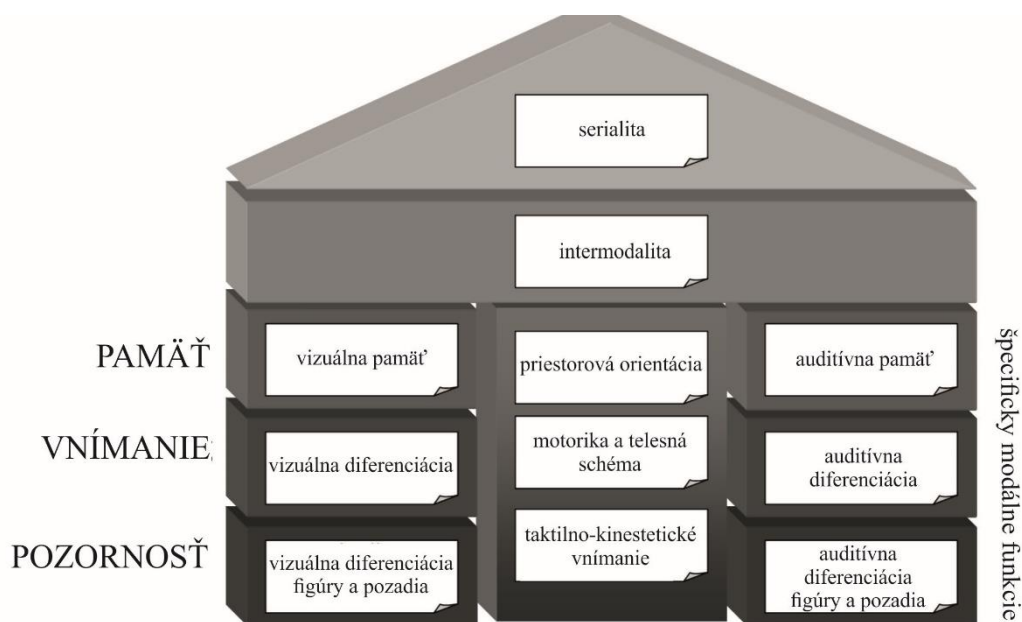 serialita
intermodalita
PAMÄŤ
vizuálna pamäť
priestorová orientácia
auditívna pamäť
VNÍMANIE
vizuálna diferenciácia
motorika a telesná
schéma
auditívna
diferenciácia
POZORNOSŤ
vizuálna diferenciácia
figúry a pozadia
taktilno-kinestetické
vnímanie
auditívna
diferenciácia
figúry a pozadia
špecificky modálne funkcie